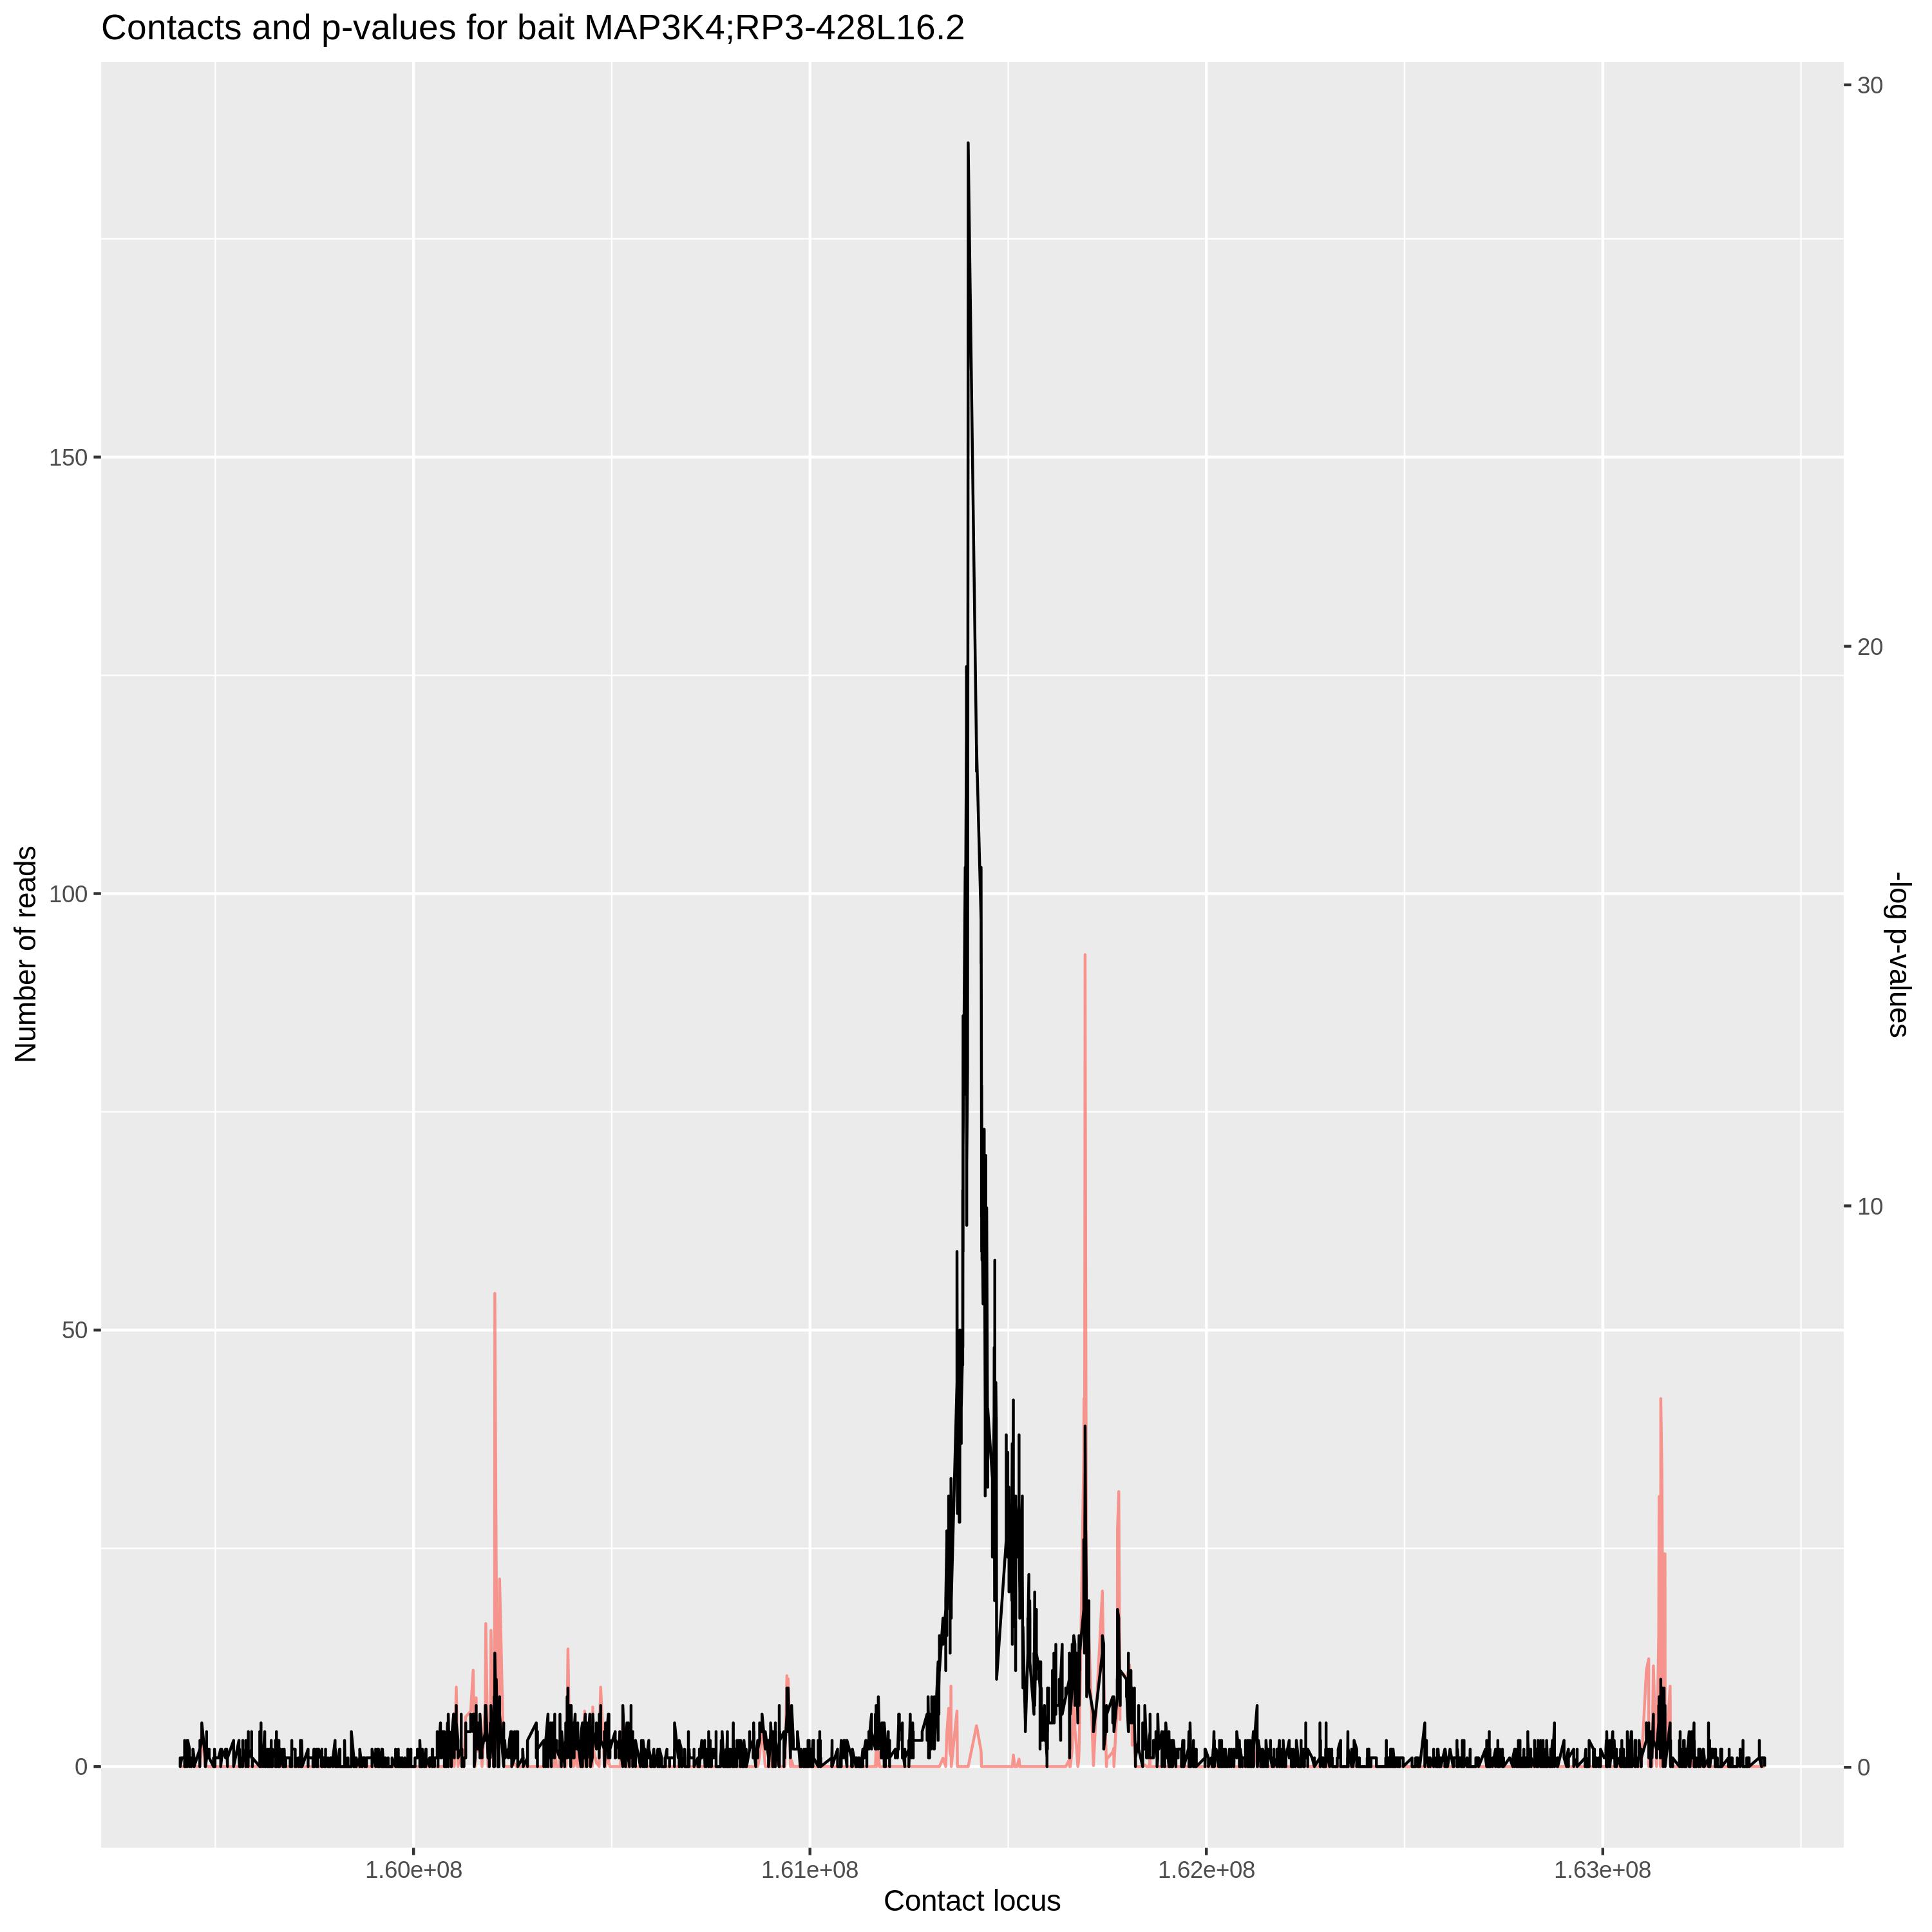 Contacts and p-values for bait MAP3K4;RP3-428L16.2
Number of reads
150
100
50
0
30
20
10
0
-log p-values
1.60e+08
1.61e+08
1.62e+08
1.63e+08
Contact locus